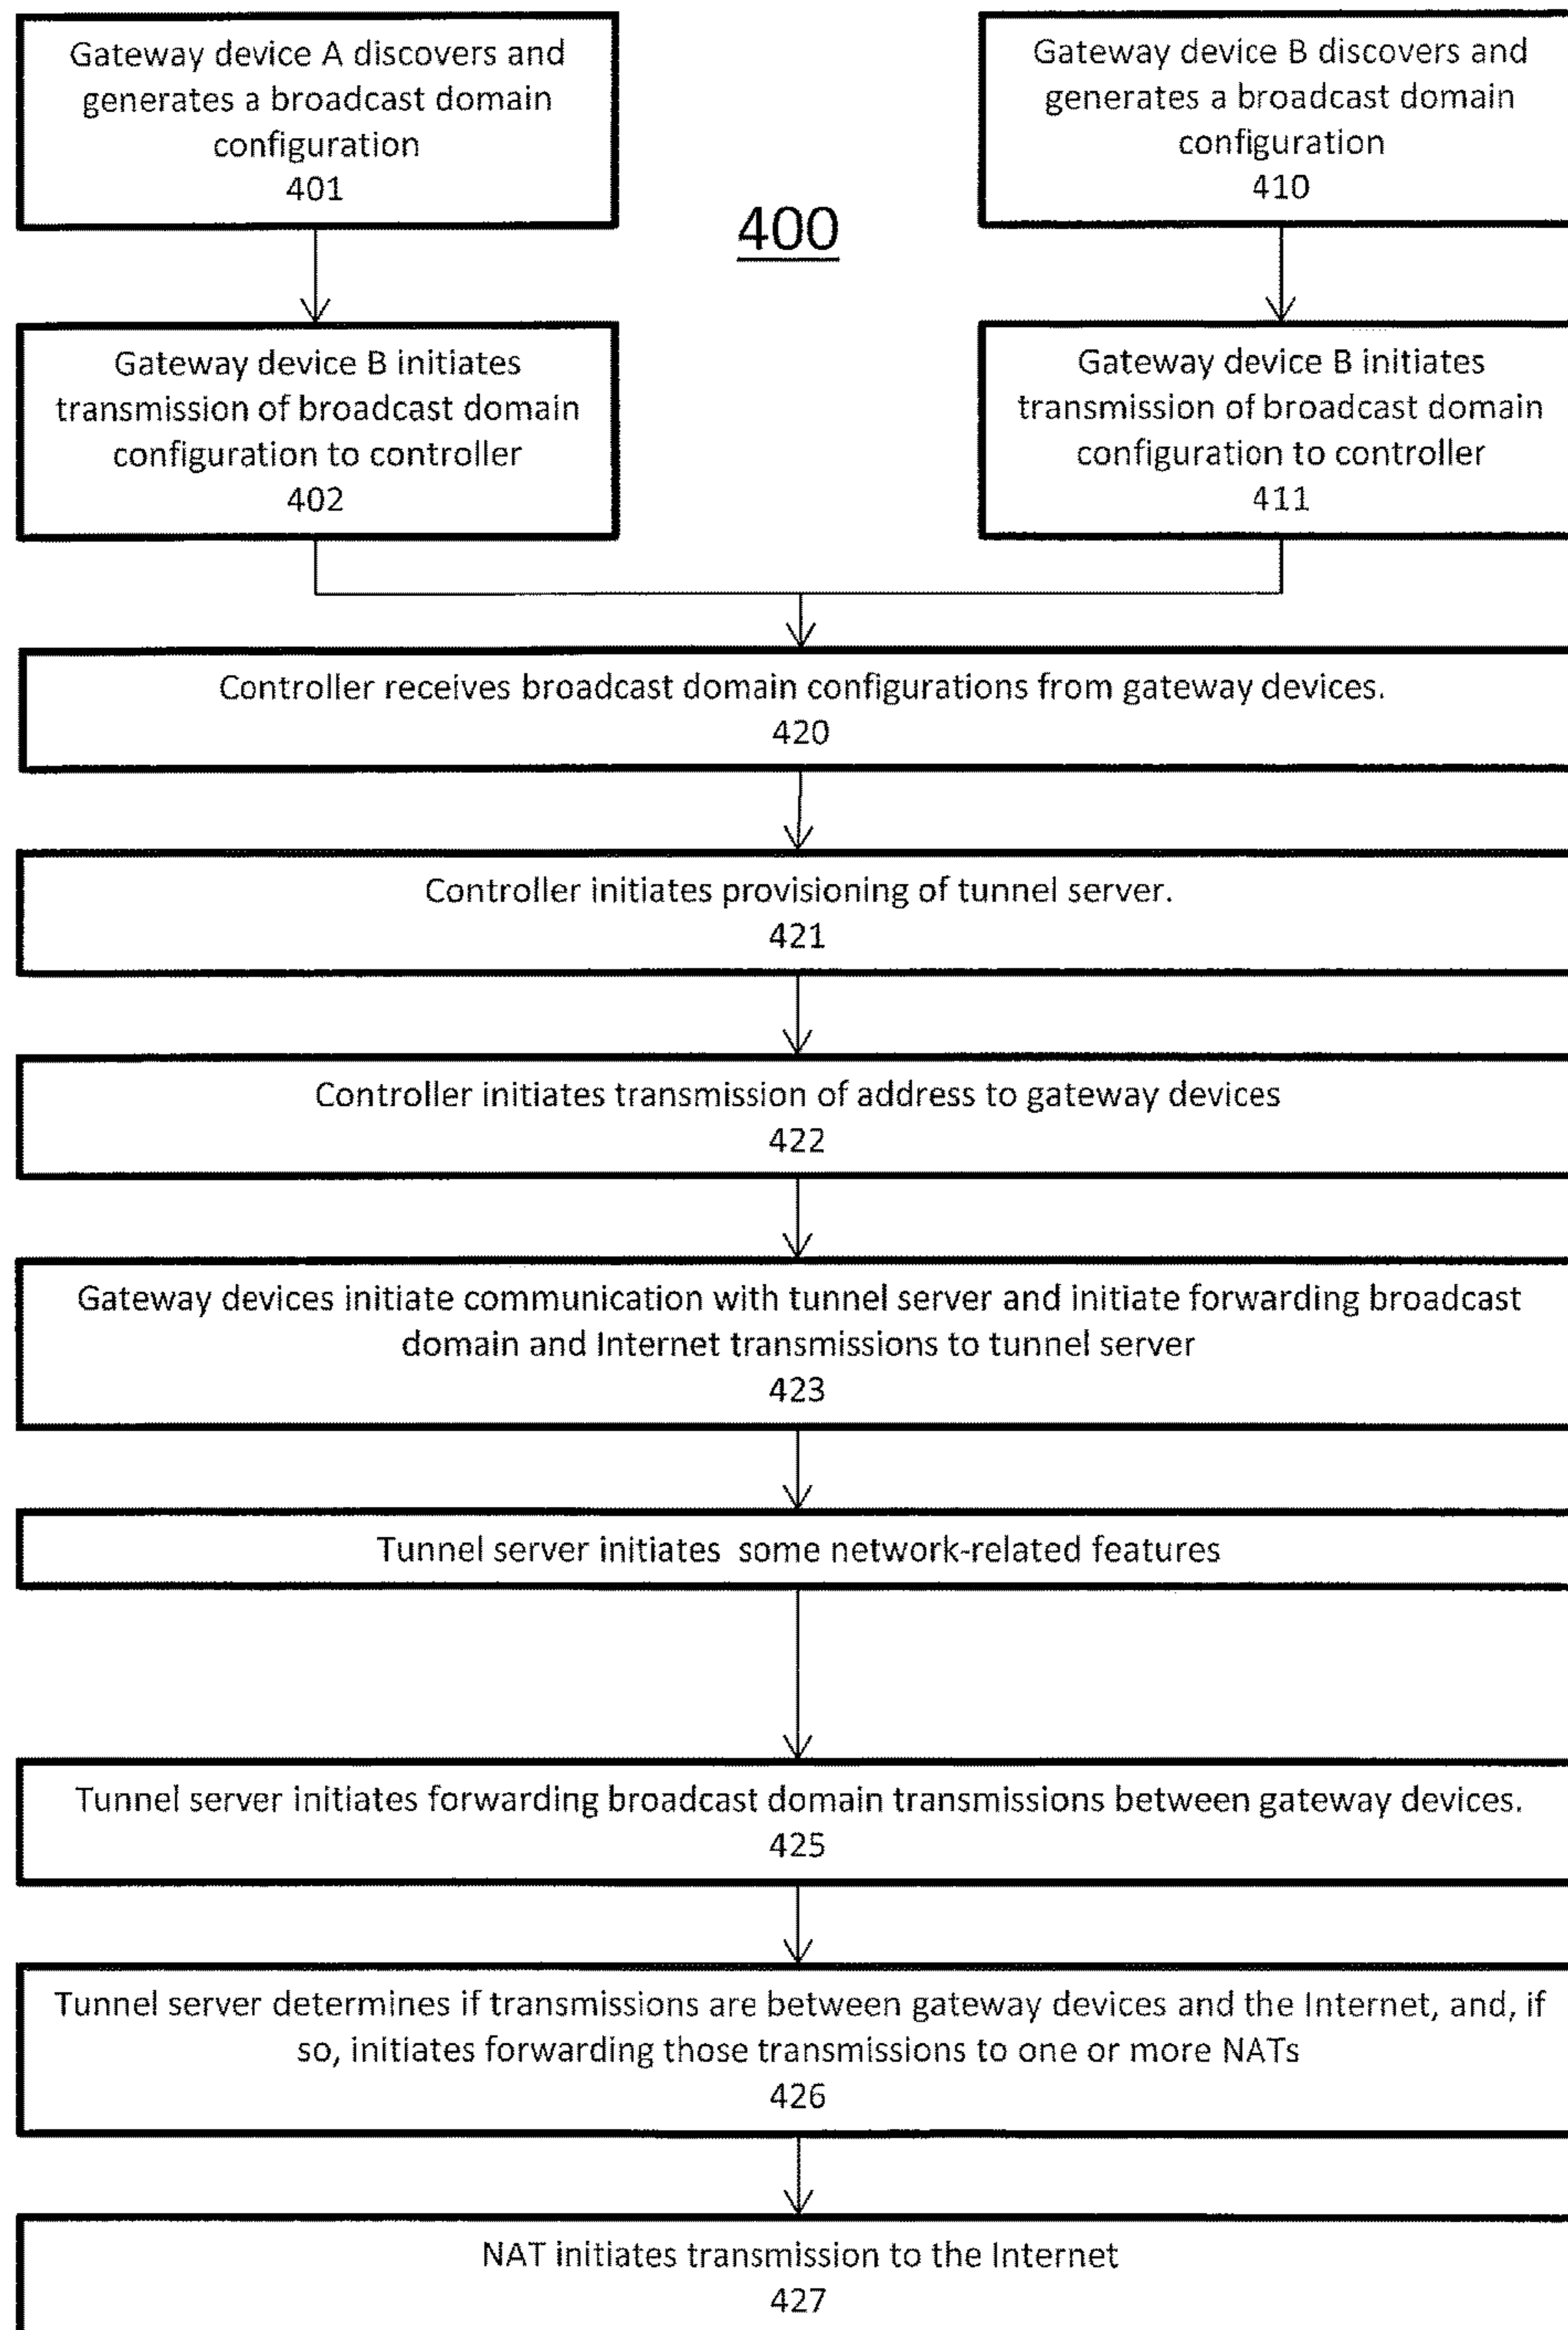 Gateway device A discovers and
generates a broadcast domain
configuration
401
Gateway device B discovers and
generates a broadcast domain
configuration
410
400
Gateway device B initiates
transmission of broadcast domain
configuration to controller
402
Gateway device B initiates
transmission of broadcast domain
configuration to controller
411
Controller receives broadcast domain configurations from gateway devices.
420
Controller initiates provisioning of tunnel server.
421
Controller initiates transmission of address to gateway devices
422
Gateway devices initiate communication with tunnel server and initiate forwarding broadcast
domain and Internet transmissions to tunnel server
423
Tunnel server initiates some network-related features
Tunnel server initiates forwarding broadcast domain transmissions between gateway devices.
425
Tunnel server determines if transmissions are between gateway devices and the Internet, and, if
so, initiates forwarding those transmissions to one or more NATs
426
NAT initiates transmission to the Internet
427